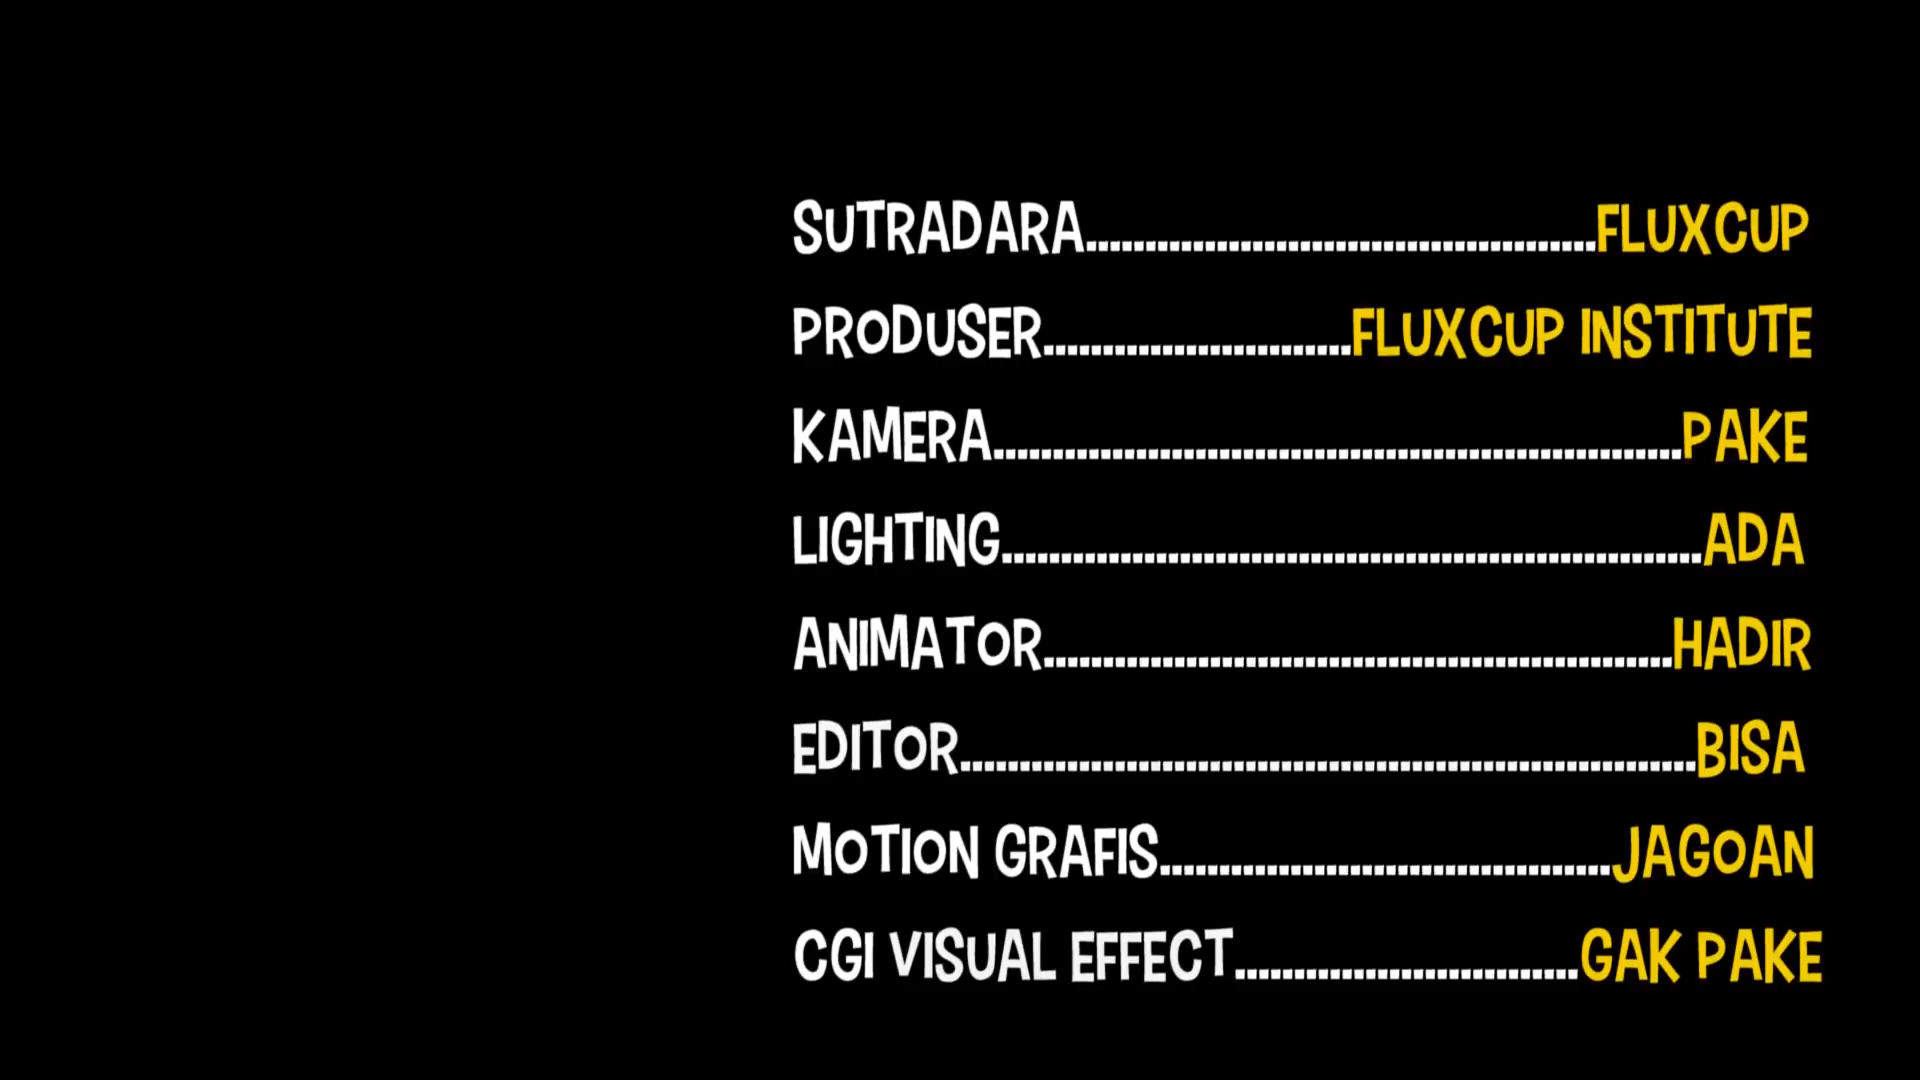 SUTRADARA...........................................FLUXCUP
PRODUSER..........................FLUXCUP INSTITUTE
KAMERA..........................................................PAKE
LIGHTING...........................................................ADA
ANIMATOR.....................................................HADIR
EDITOR..............................................................BISA
MOTION GRAFIS......................................JAGOAN
CGI VISUAL EFFECT.............................GAK PAKE